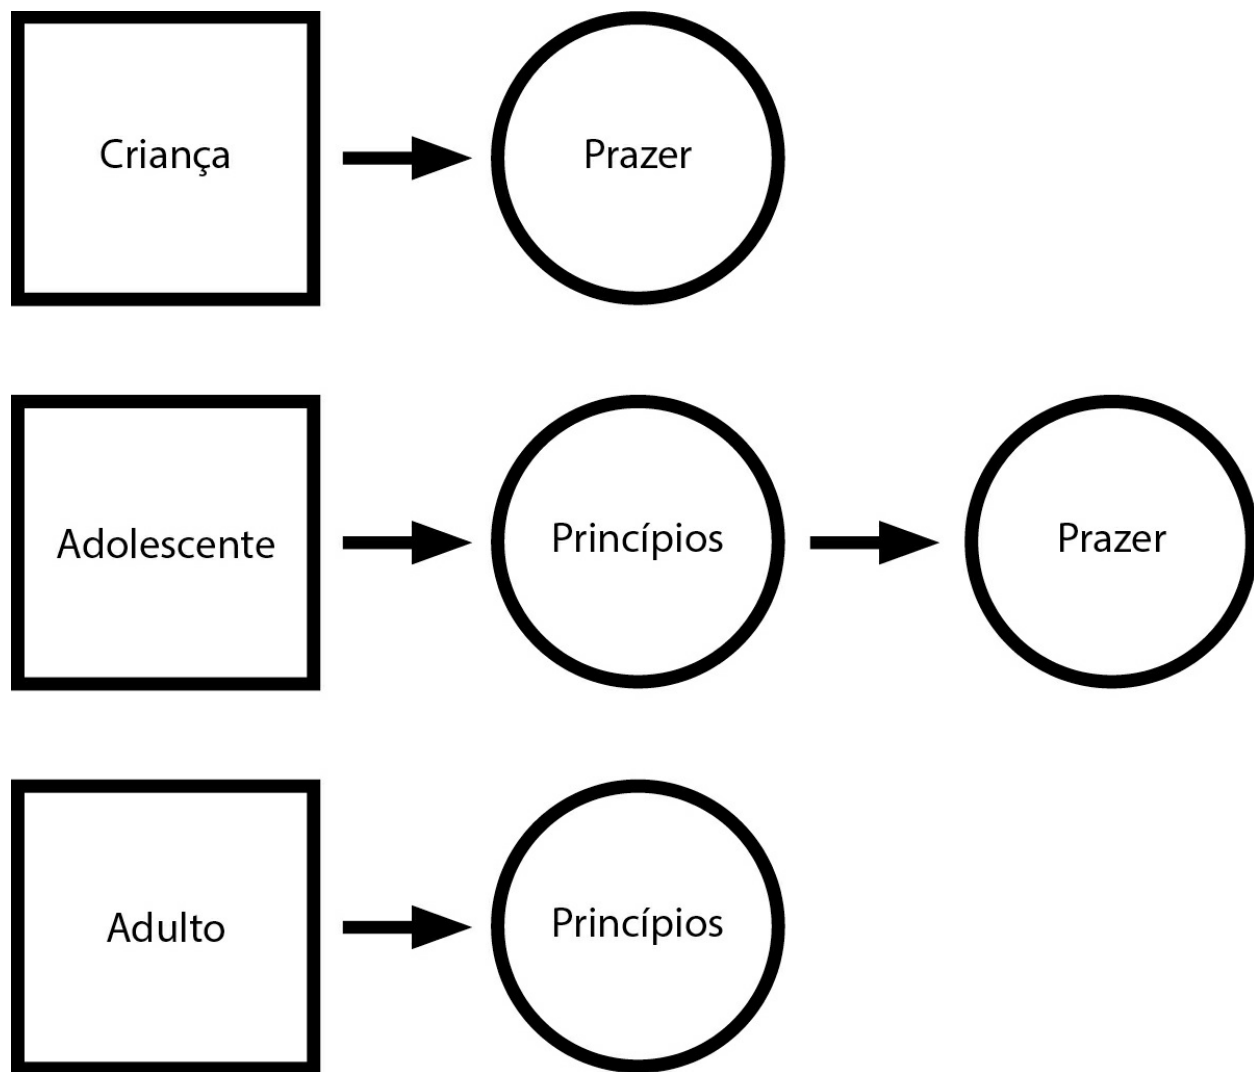 Criança
Prazer
Adolescente
Princípios
Prazer
Adulto
Princípios